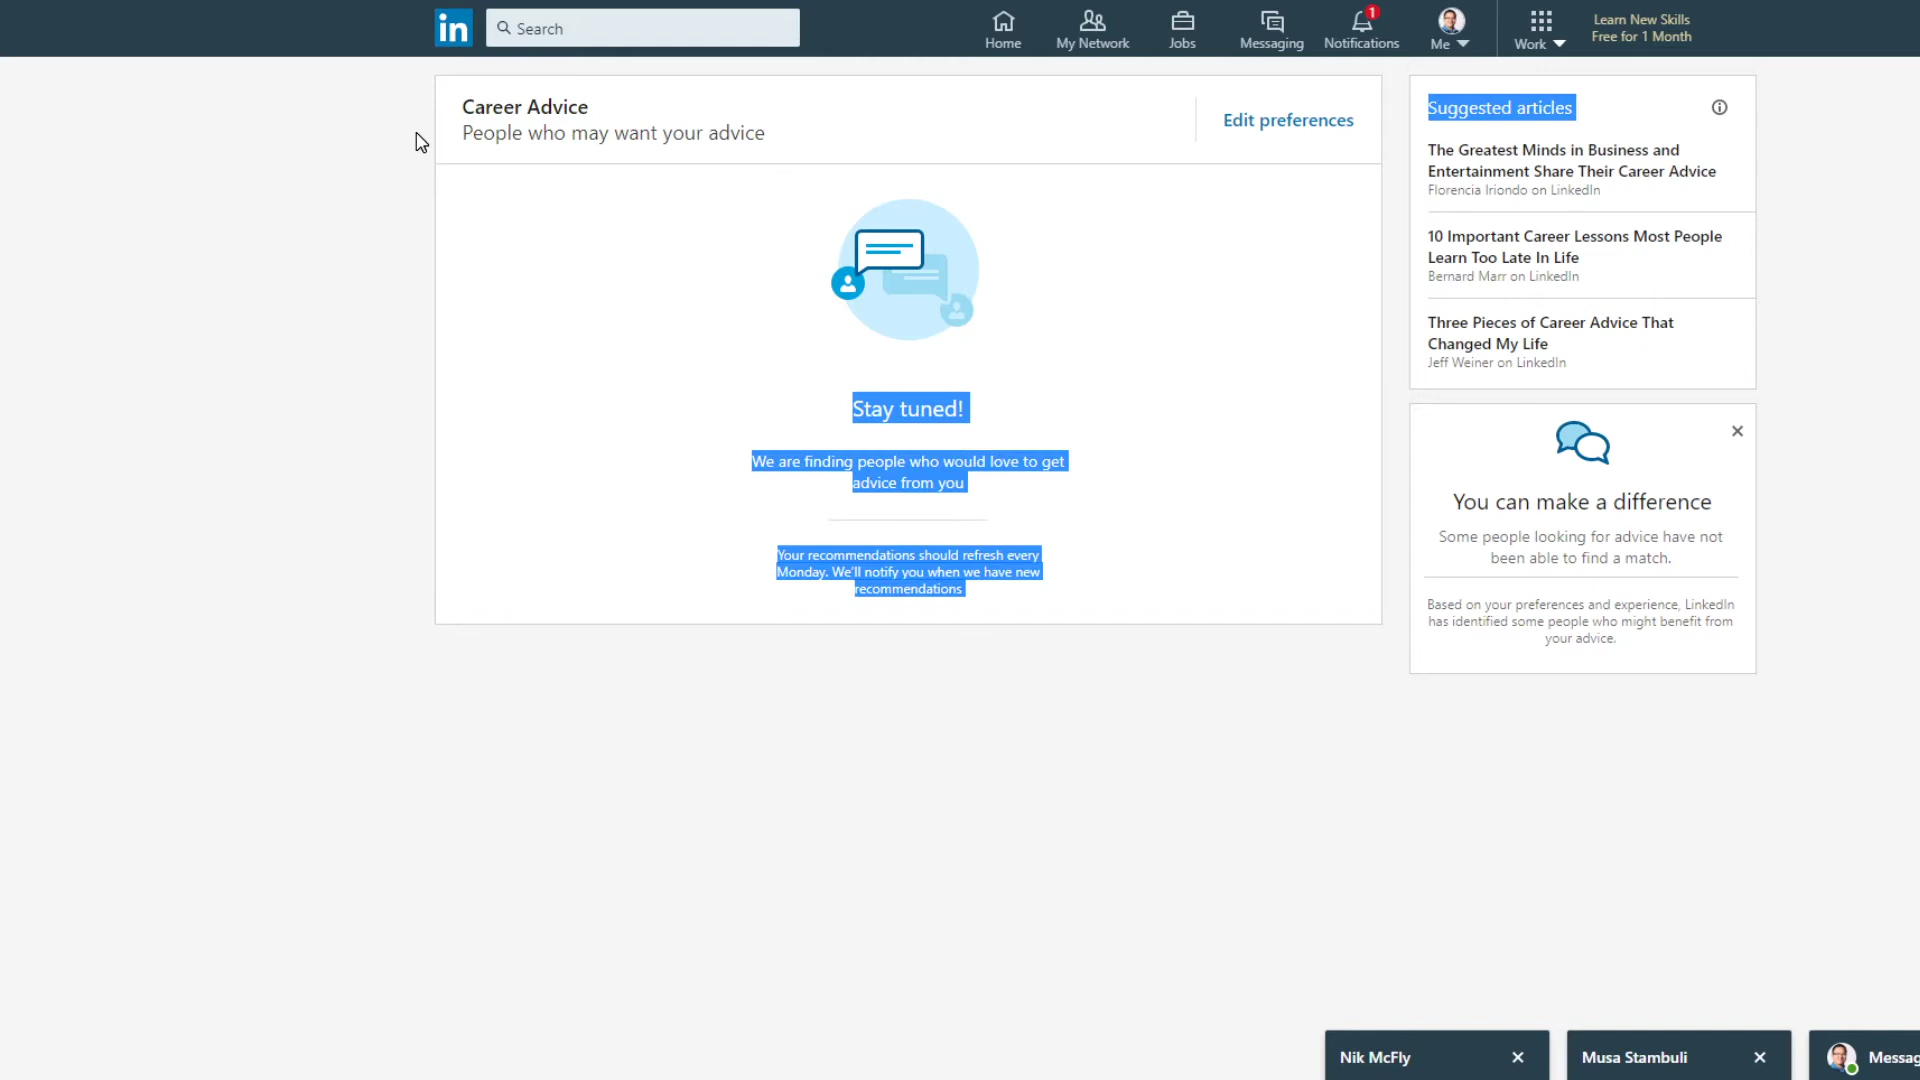 in
Search
Home
My Network
Jobs
Messaging
1
Notifications
Me
Work
Learn New Skills
Free for 1 Month
Career Advice
People who may want your advice
Edit preferences
Stay tuned!
We are finding people who would love to get
advice from you
Your recommendations should refresh every
Monday. We'll notify you when we have new
recommendations
Suggested articles
The Greatest Minds in Business and
Entertainment Share Their Career Advice
Florencia Iriondo on LinkedIn
10 Important Career Lessons Most People
Learn Too Late In Life
Bernard Marr on LinkedIn
Three Pieces of Career Advice That
Changed My Life
Jeff Weiner on LinkedIn
You can make a difference
Some people looking for advice have not
been able to find a match.
Based on your preferences and experience, LinkedIn
has identified some people who might benefit from
your advice.
Nik McFly
Musa Stambuli
Messag